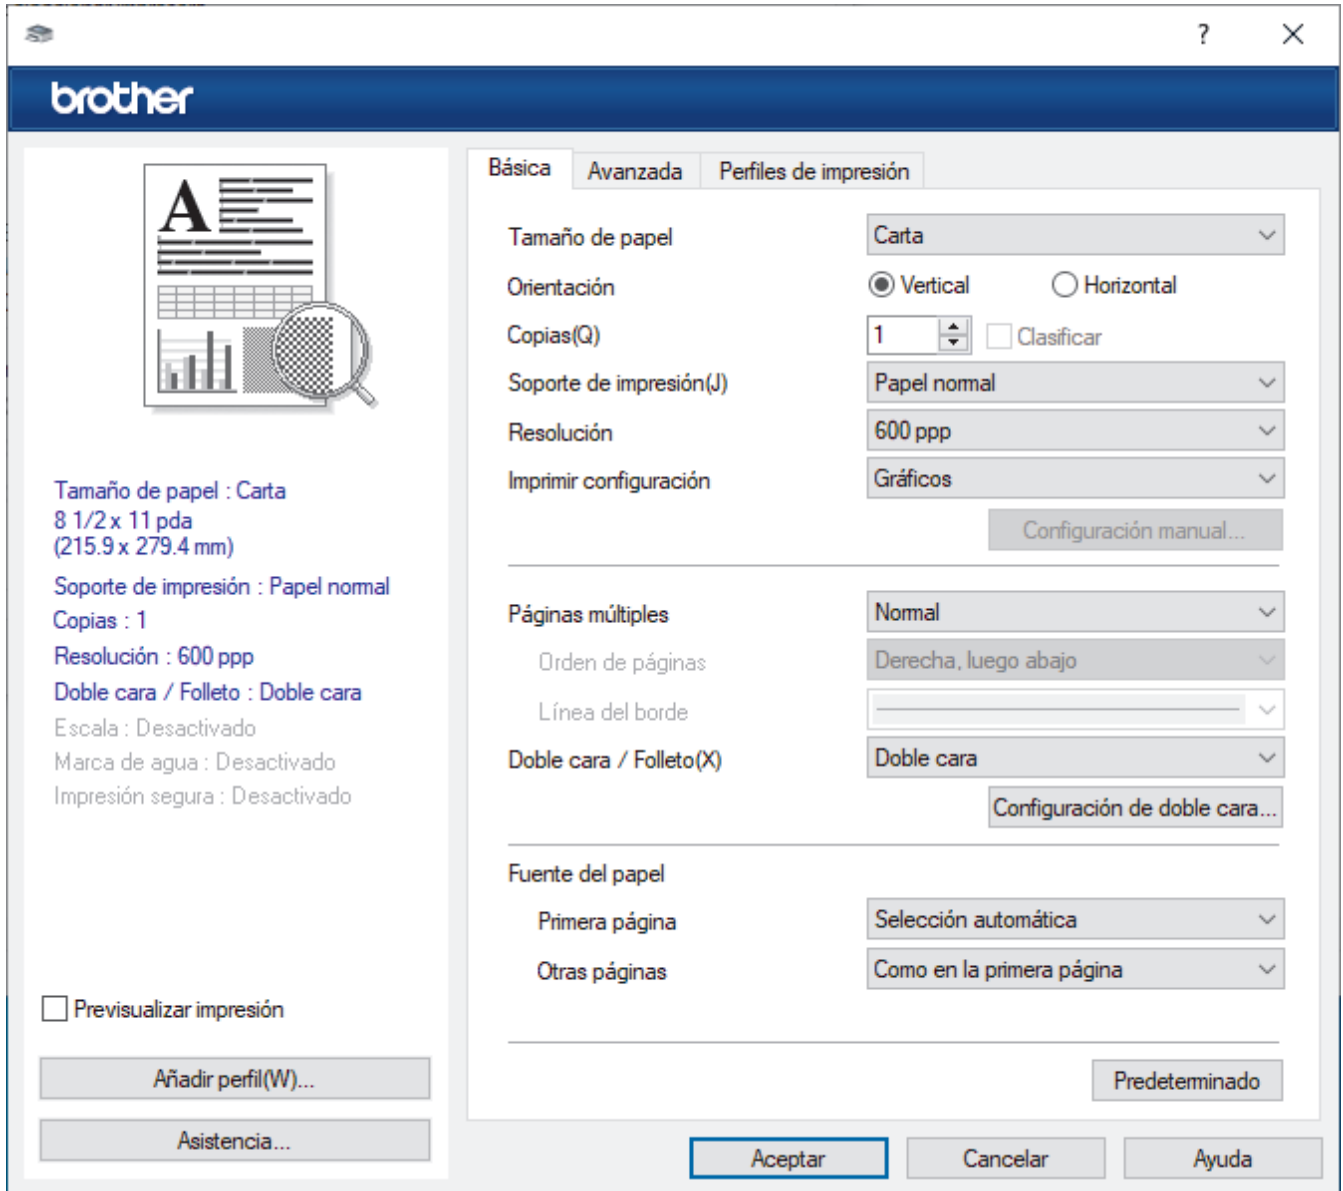 ?
brother
Básica
Avanzada
Perfiles de impresión
A
Tamaño de papel
Carta
Orientación
Vertical
Horizontal
Copias(Q)
1
Clasificar
Soporte de impresión(J)
Papel normal
Resolución
600 ppp
Imprimir configuración
Gráficos
Configuración manual...
Páginas múltiples
Normal
Orden de páginas
Derecha, luego abajo
Línea del borde
Doble cara / Folleto(X)
Doble cara
Configuración de doble cara...
Fuente del papel
Primera página
Selección automática
Otras páginas
Como en la primera página
Predeterminado
Tamaño de papel : Carta
8 1/2 x 11 pda
(215.9 x 279.4 mm)
Soporte de impresión : Papel normal
Copias : 1
Resolución : 600 ppp
Doble cara / Folleto : Doble cara
Escala : Desactivado
Marca de agua : Desactivado
Impresión segura : Desactivado
Previsualizar impresión
Añadir perfil(W)...
Asistencia...
Aceptar
Cancelar
Ayuda